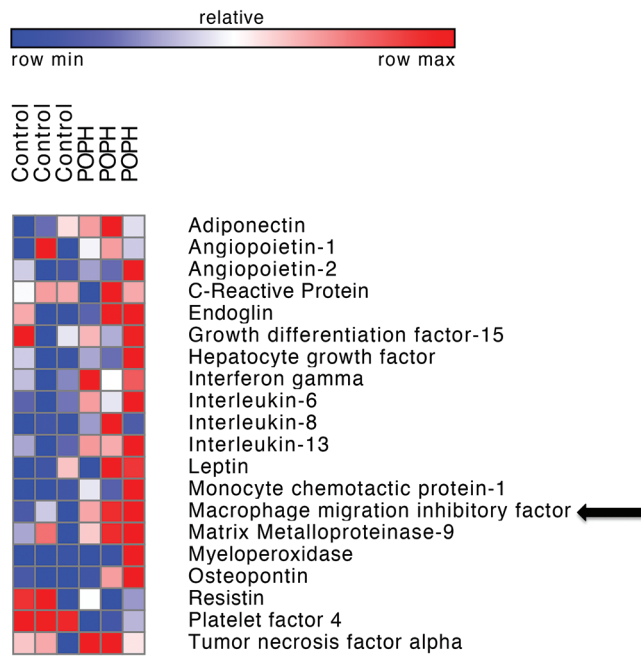 relative
row min row max
Control Control Control POPH POPH POPH
Adiponectin
Angiopoietin-1
Angiopoietin-2
C-Reactive Protein
Endoglin
Growth differentiation factor-15
Hepatocyte growth factor
Interferon gamma
Interleukin-6
Interleukin-8
Interleukin-13
Leptin
Monocyte chemotactic protein-1
Macrophage migration inhibitory factor
Matrix Metalloproteinase-9
Myeloperoxidase
Osteopontin
Resistin
Platelet factor 4
Tumor necrosis factor alpha